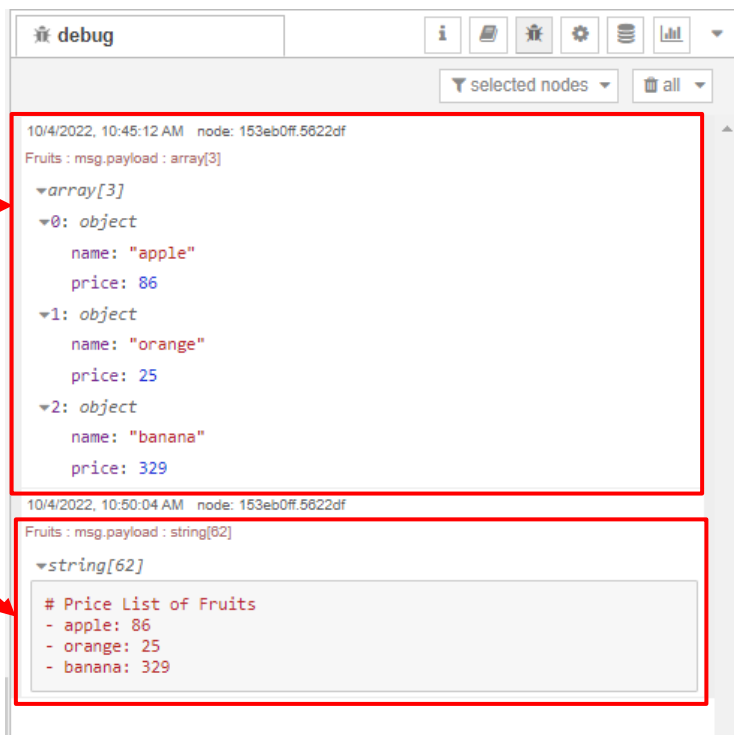 debug
i
selected nodes
all
10/4/2022, 10:45:12 AM node: 153eb0ff.5622df
Fruits : msg.payload : array[3]
array[3]
0: object
name: "apple"
price: 86
1: object
name: "orange"
price: 25
2: object
name: "banana"
price: 329
10/4/2022, 10:50:04 AM node: 153eb0ff.5622df
Fruits : msg.payload : string[62]
string[62]
# Price List of Fruits
- apple: 86
- orange: 25
- banana: 329